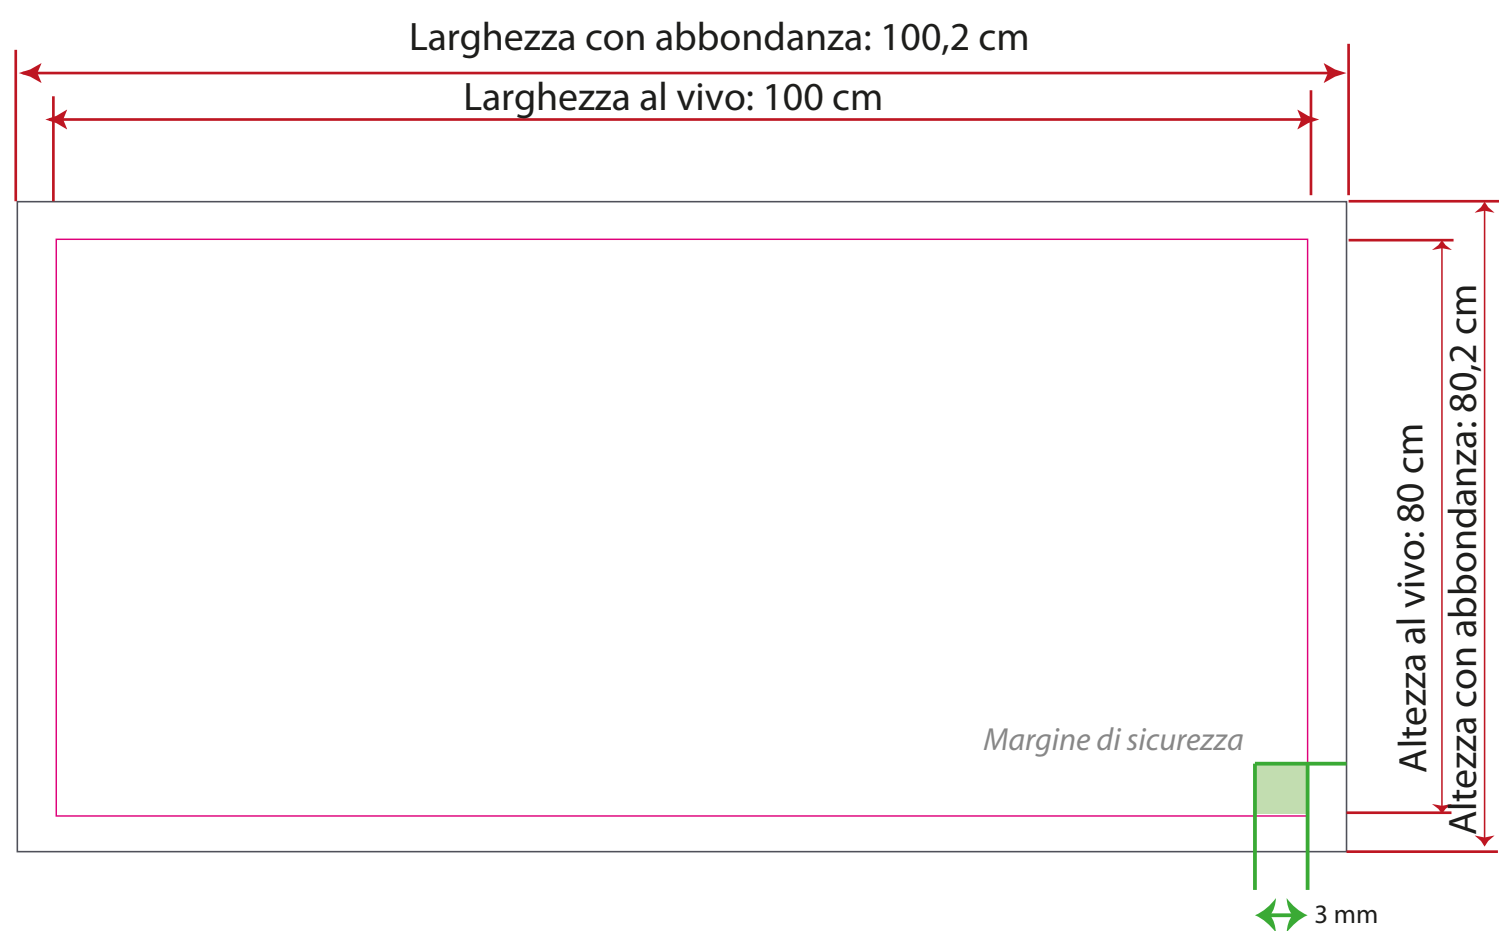 Larghezza con abbondanza: 100,2 cm
Larghezza al vivo: 100 cm
Altezza al vivo: 80 cm
Altezza con abbondanza: 80,2 cm
Margine di sicurezza
3 mm